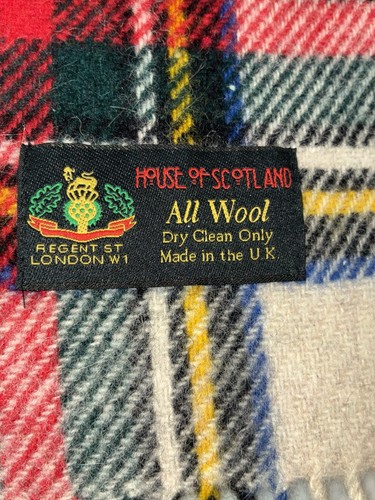 HOUSE OF SCOTLAND
All Wool
Dry Clean Only
Made in the U.K.
REGENT ST
LONDON W1